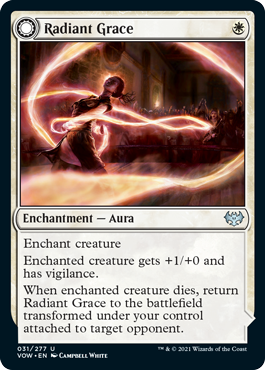 Radiant Grace
Enchantment — Aura
Enchant creature
Enchanted creature gets +1/+0 and
has vigilance.
When enchanted creature dies, return
Radiant Grace to the battlefield
transformed under your control
attached to target opponent.
031/277 U
VOW • EN Campbell White
™ & © 2021 Wizards of the Coast